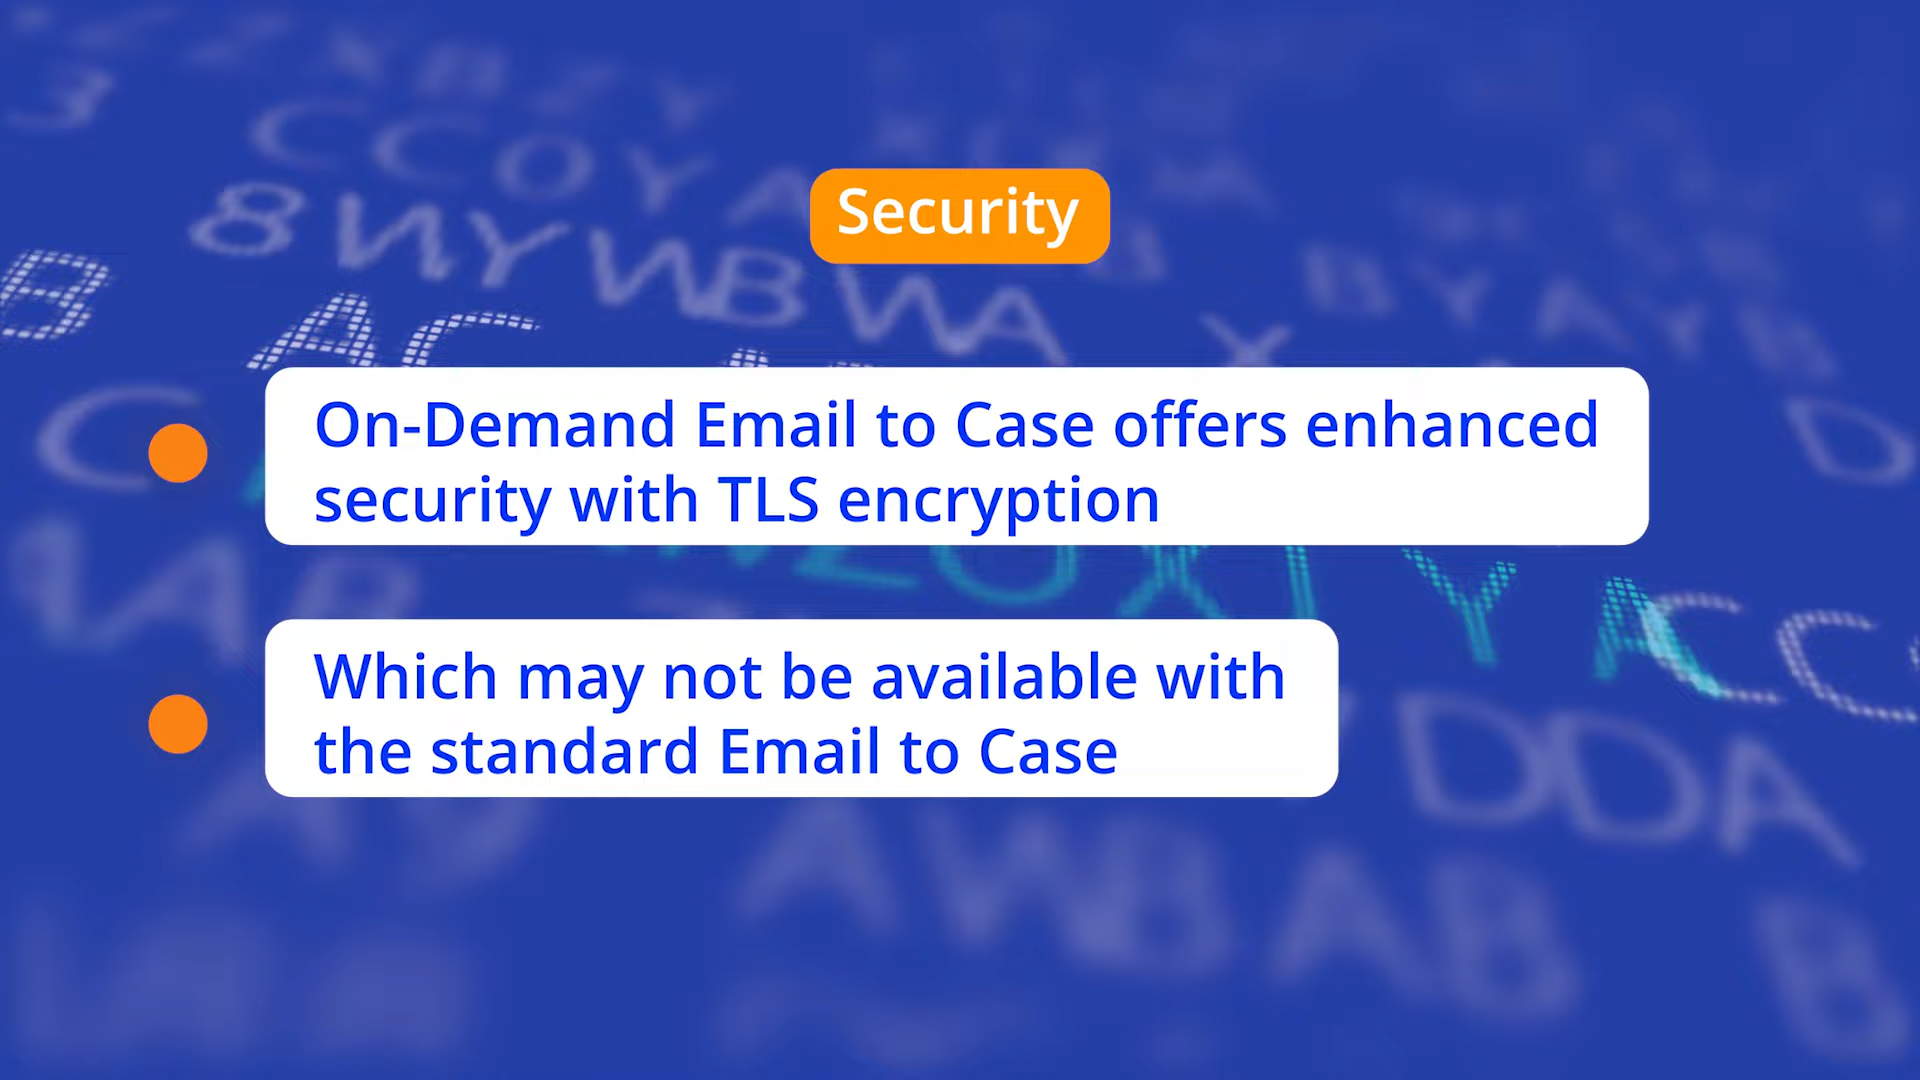 Security
On-Demand Email to Case offers enhanced
security with TLS encryption
Which may not be available with
the standard Email to Case